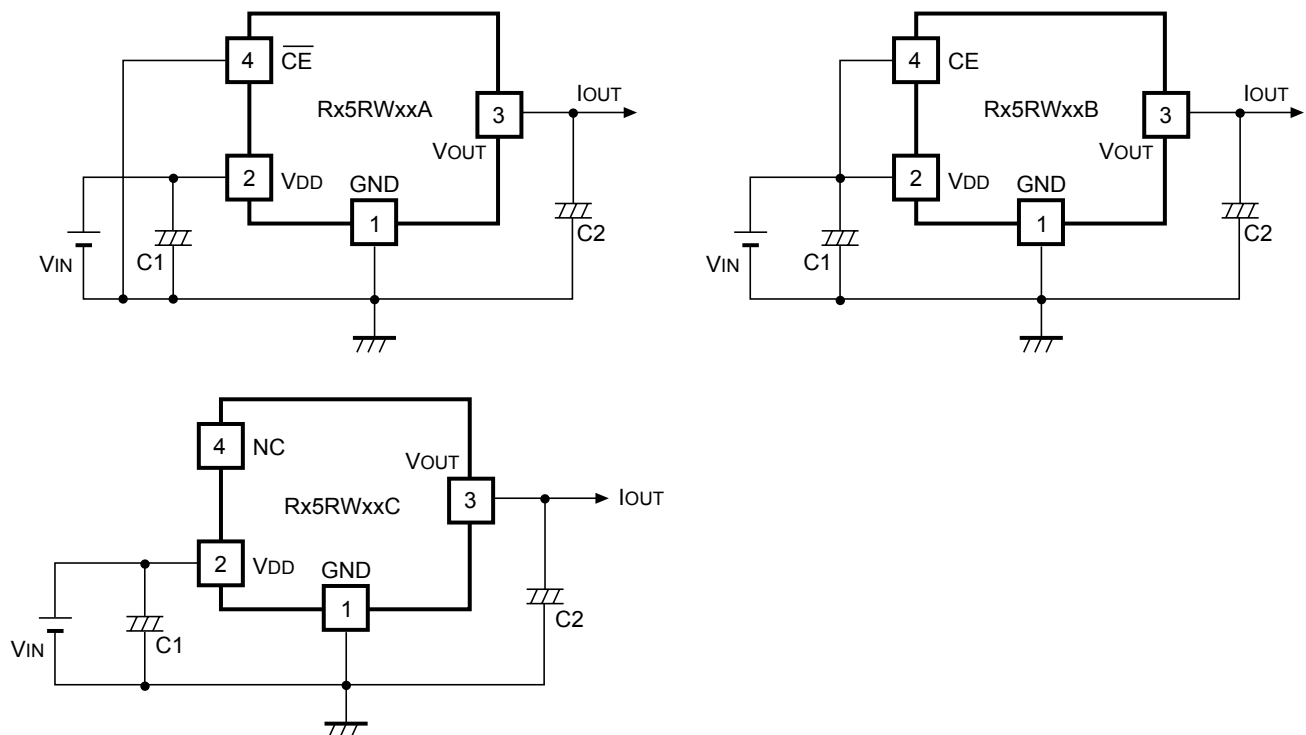 4
C̅E̅
Rx5RWxxA
3
IOUT
VOUT
2
VDD
GND
1
C1
C2
VIN
4
CE
Rx5RWxxB
3
IOUT
VOUT
2
VDD
GND
1
C1
C2
VIN
4
NC
VOUT
Rx5RWxxC
3
IOUT
2
VDD
GND
1
C1
C2
VIN